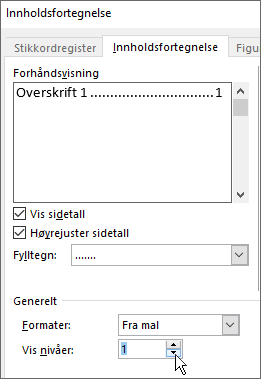 Innholdsfortegnelse
Stikkordregister Innholdsfortegnelse Figu
Forhåndsvisning
Overskrift 1 ................................ 1
Vis sidetall
Høyrejuster sidetall
Fylltegn: .......
Generelt
Formater: Fra mal
Vis nivåer: 1